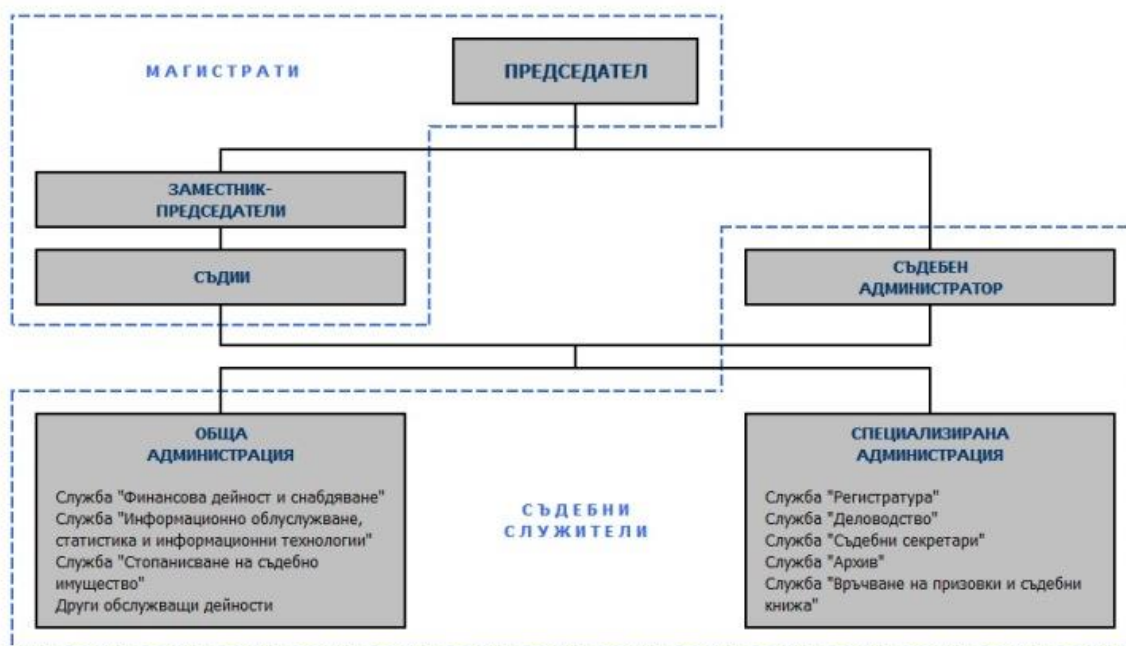 МАГИСТРАТИ
ПРЕДСЕДАТЕЛ
ЗАМЕСТНИК-
ПРЕДСЕДАТЕЛИ
СЪДИИ
СЪДЕБЕН
АДМИНИСТРАТОР
ОБЩА
АДМИНИСТРАЦИЯ
Служба "Финансова дейност и снабдяване"
Служба "Информационно облуслужване,
статистика и информационни технологии"
Служба "Стопанисване на съдебно
имущество"
Други обслужващи дейности
СЪДЕБНИ
СЛУЖИТЕЛИ
СПЕЦИАЛИЗИРАНА
АДМИНИСТРАЦИЯ
Служба "Регистратура"
Служба "Деловодство"
Служба "Съдебни секретари"
Служба "Архив"
Служба "Връчване на призовки и съдебни
книжа"